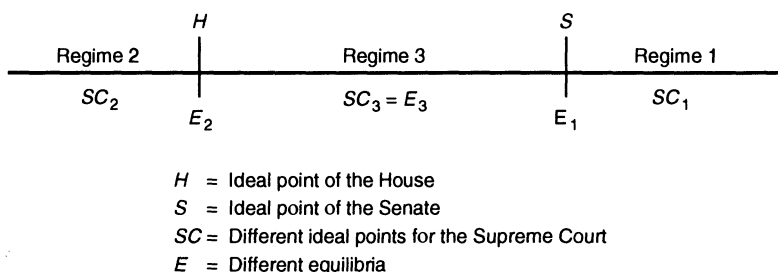 H S
Regime 2 Regime 3 Regime 1
SC2 SC3 = E3 SC1
E2 E1
H = Ideal point of the House
S = Ideal point of the Senate
SC = Different ideal points for the Supreme Court
E = Different equilibria